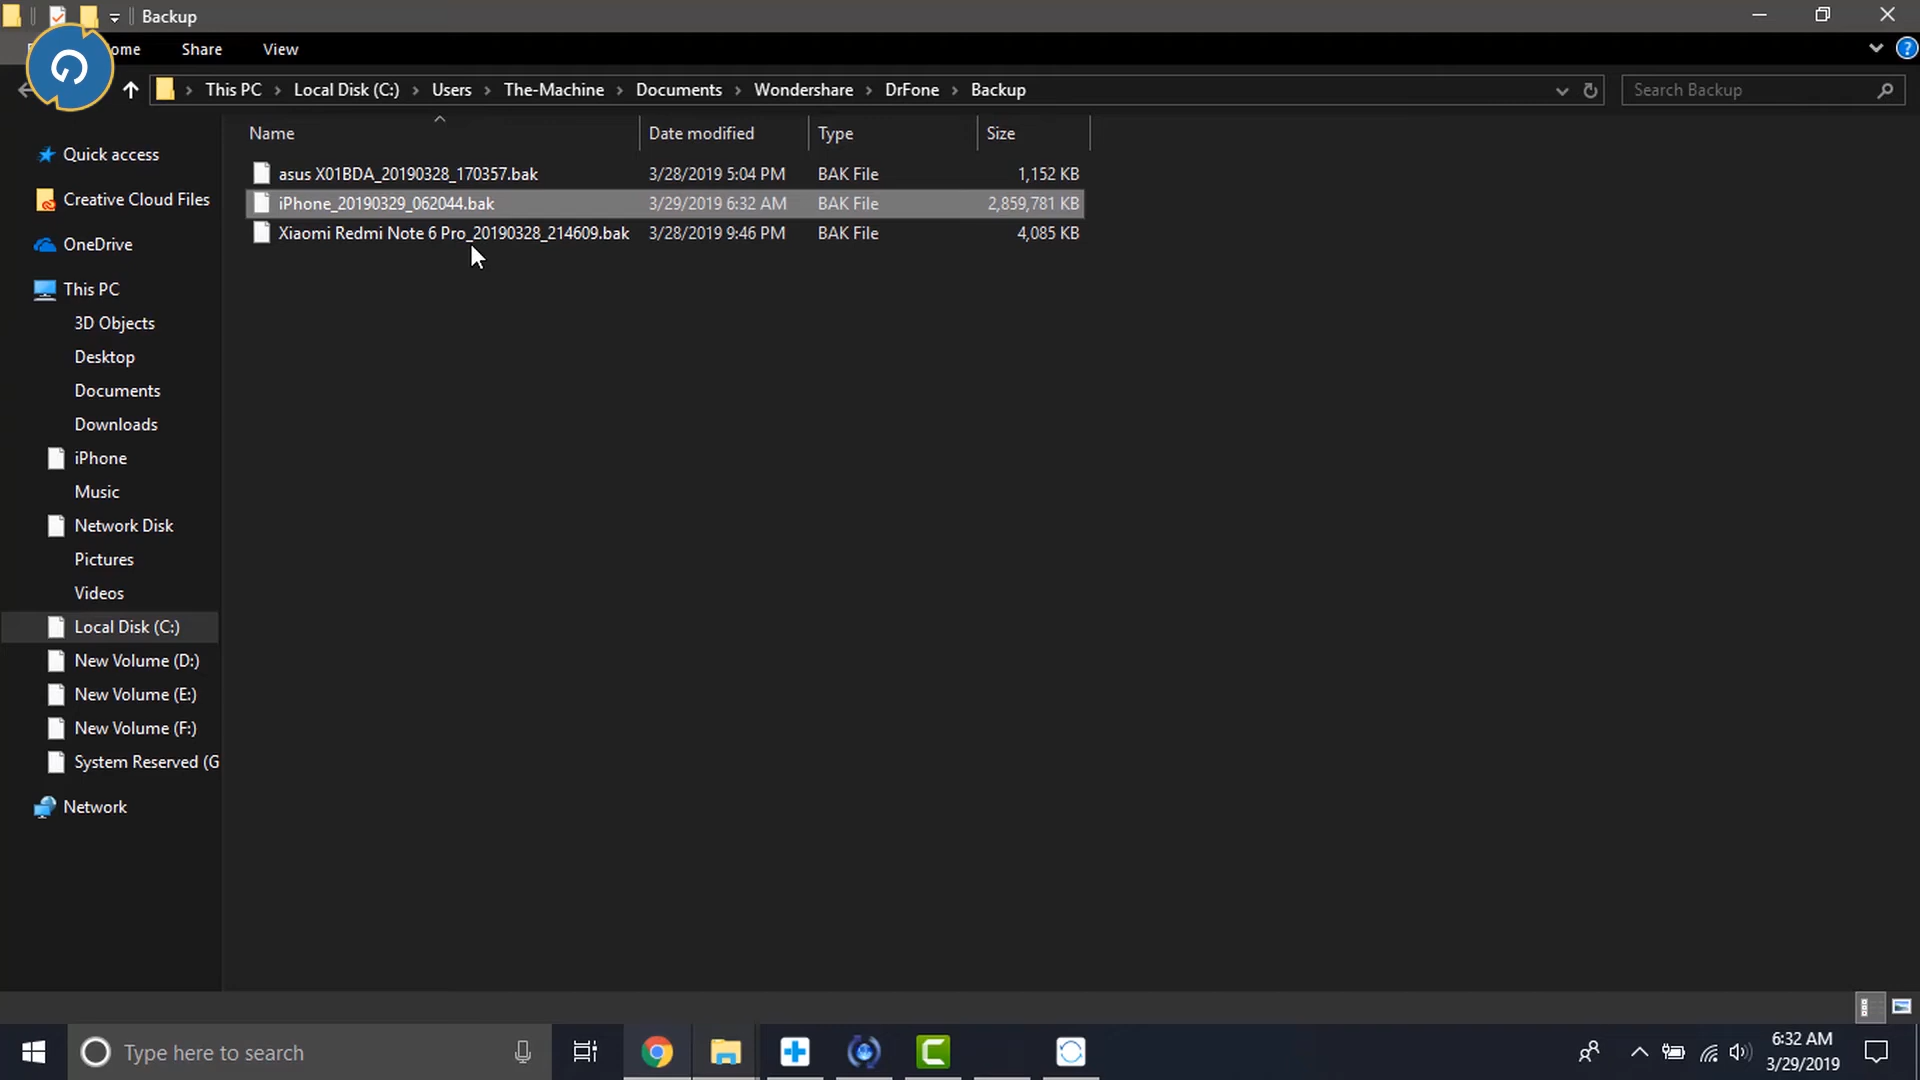 Backup
ome Share View
This PC Local Disk (C:) Users The-Machine Documents Wondershare DrFone Backup
Search Backup
Name Date modified Type Size
asus X01BDA_20190328_170357.bak 3/28/2019 5:04 PM BAK File 1,152 KB
iPhone_20190329_062044.bak 3/29/2019 6:32 AM BAK File 2,859,781 KB
Xiaomi Redmi Note 6 Pro_20190328_214609.bak 3/28/2019 9:46 PM BAK File 4,085 KB
Quick access
Creative Cloud Files
OneDrive
This PC
3D Objects
Desktop
Documents
Downloads
iPhone
Music
Network Disk
Pictures
Videos
Local Disk (C:)
New Volume (D:)
New Volume (E:)
New Volume (F:)
System Reserved (G
Network
Type here to search
6:32 AM
3/29/2019